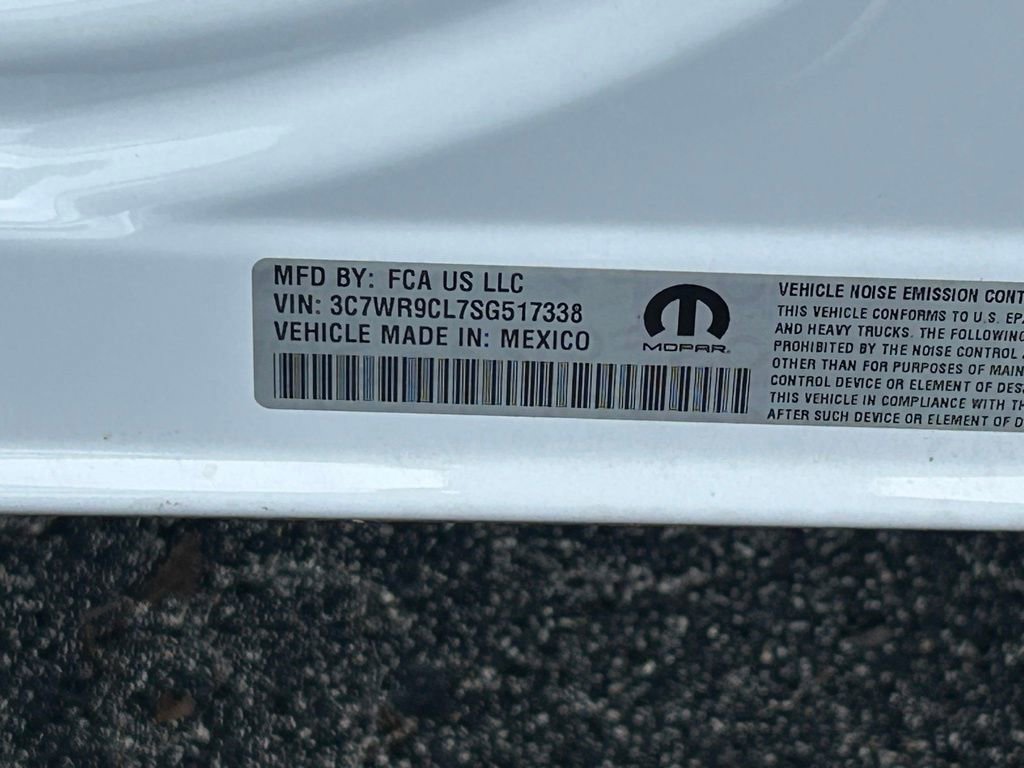 MFD BY: FCA US LLC
VIN: 3C7WR9CL7SG517338
VEHICLE MADE IN: MEXICO
MOPAR
VEHICLE NOISE EMISSION
THIS VEHICLE CONFORMS TO U.S.
AND HEAVY TRUCKS. THE FOLLOWING
PROHIBITED BY THE NOISE CONTROL
OTHER THAN FOR PURPOSES OF
CONTROL DEVICE OR ELEMENT OF
THIS VEHICLE IN COMPLIANCE WITH
AFTER SUCH DEVICE OR ELEMENT OF